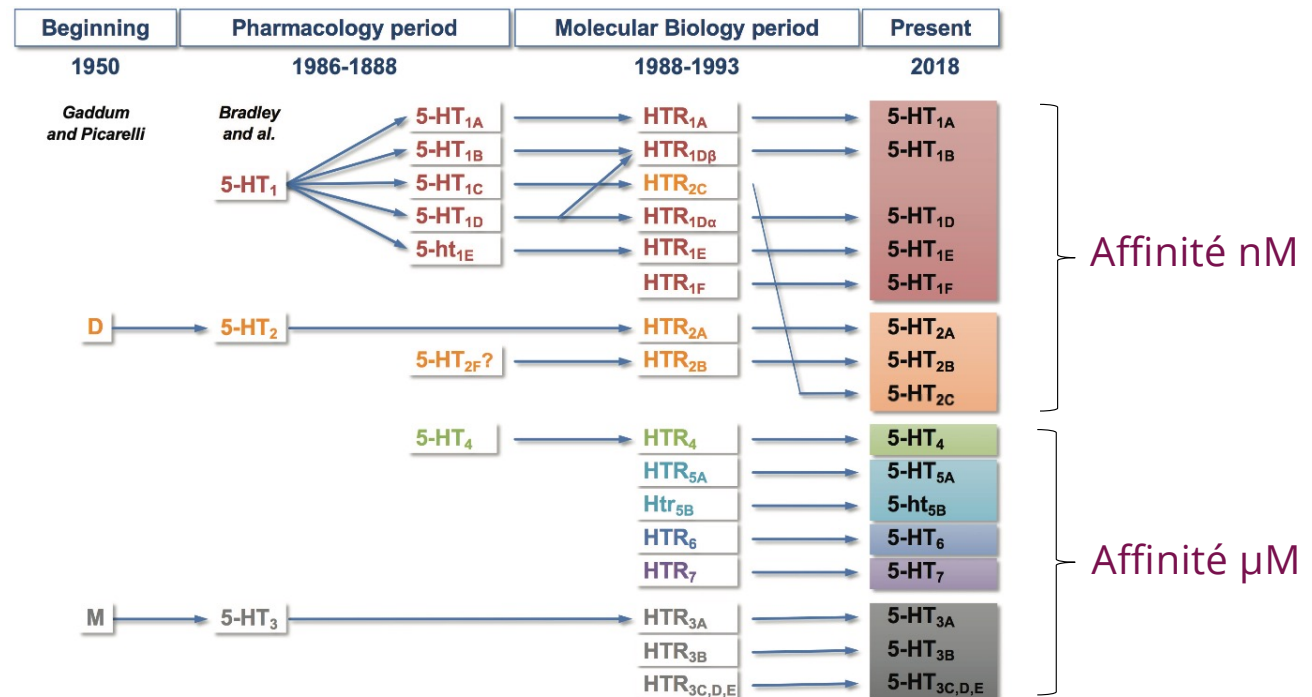 Beginning Pharmacology period Molecular Biology period Present
1950 1986-1888 1988-1993 2018
Gaddum and Picarelli
Bradley and al.
5-HT1A HTR1A 5-HT1A
5-HT1B HTR1Dβ 5-HT1B
5-HT1 5-HT1C HTR2C
5-HT1D HTR1Dα 5-HT1D
5-ht1E HTR1E 5-HT1E
HTR1F 5-HT1F
Affinité nM
D 5-HT2 HTR2A 5-HT2A
5-HT2F? HTR2B 5-HT2B
5-HT2C
5-HT4 HTR4 5-HT4
HTR5A 5-HT5A
Htr5B 5-ht5B
HTR6 5-HT6
HTR7 5-HT7
Affinité µM
M 5-HT3 HTR3A 5-HT3A
HTR3B 5-HT3B
HTR3C,D,E 5-HT3C,D,E